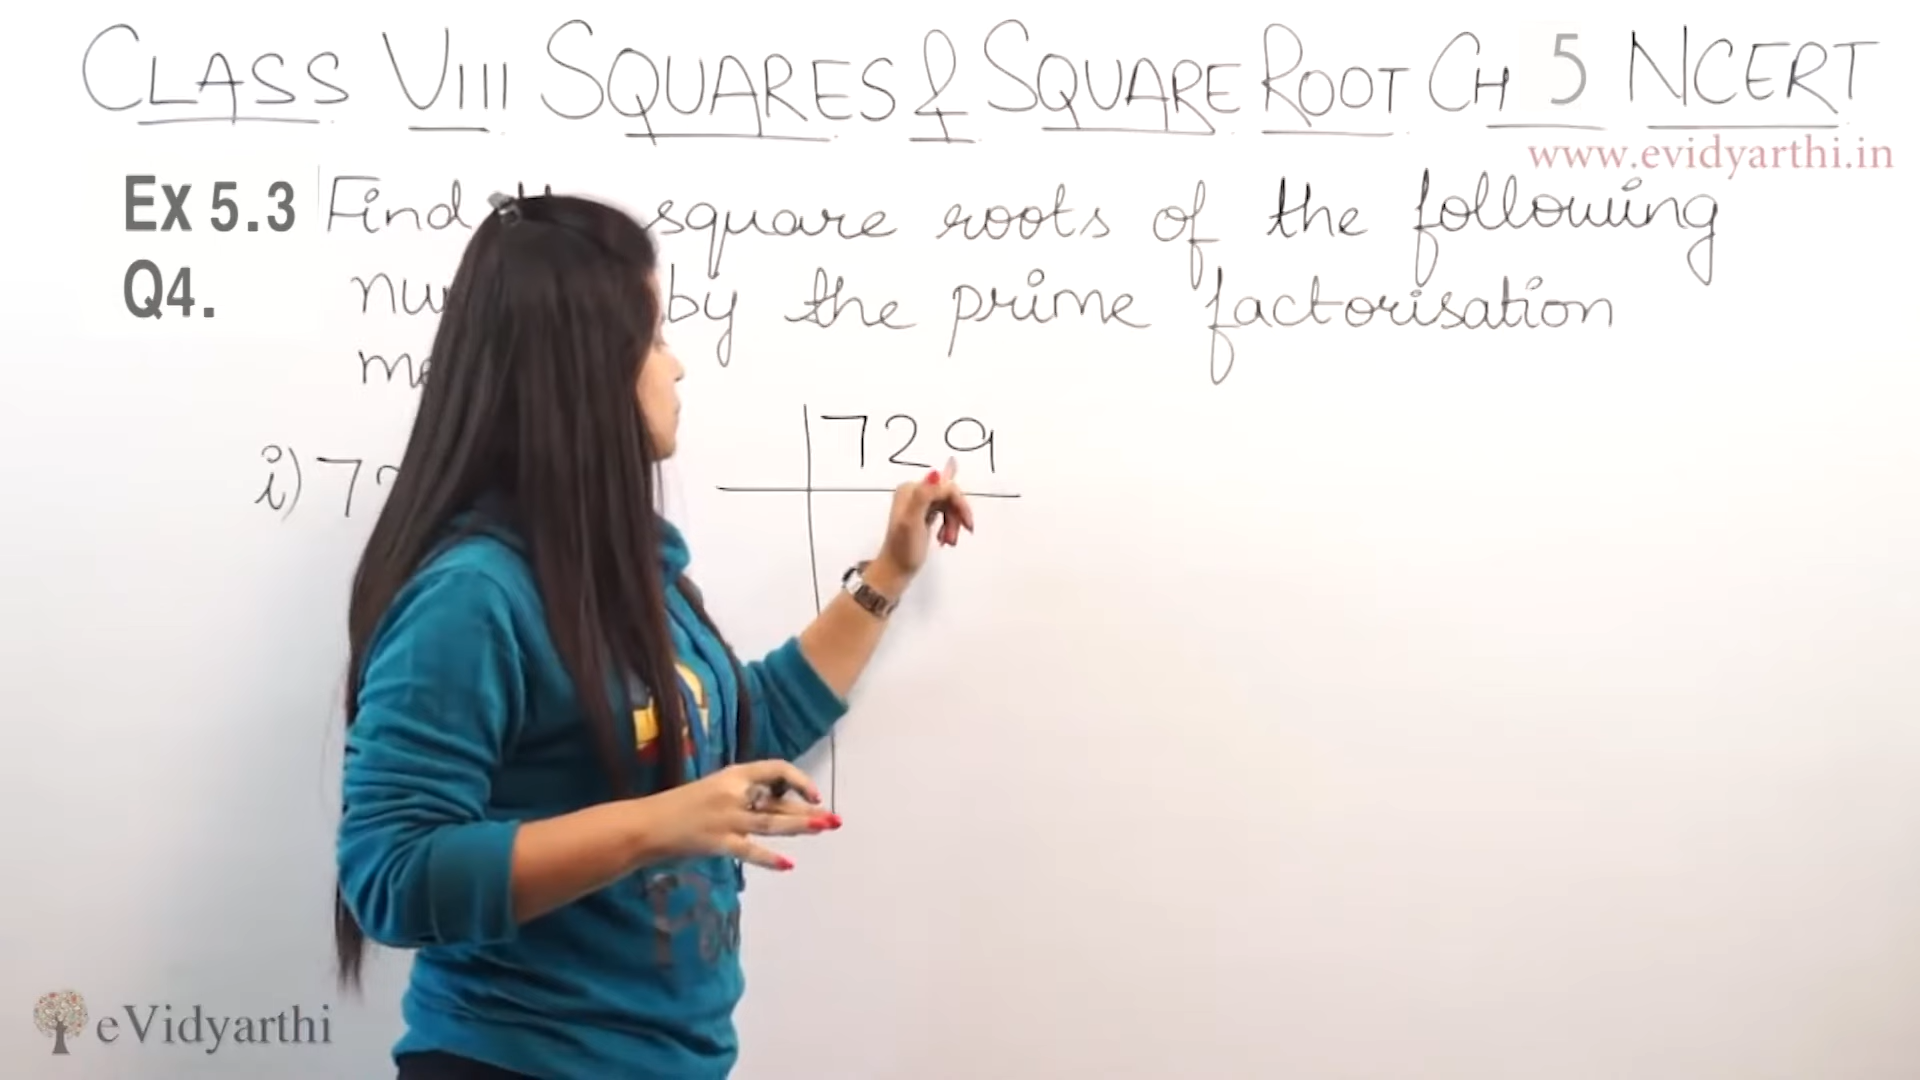 CLASS VIII SQUARES & SQUARE ROOT CH 5 NCERT
www.evidyarthi.in
Ex 5.3 Find square roots of the following
Q4. by the prime factorisation
i) 729
eVidyarthi